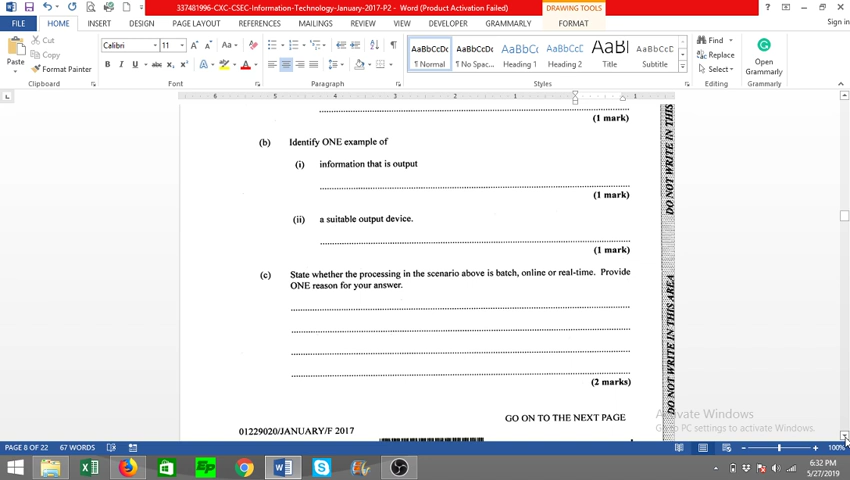 337481996-CXC-CSEC-Information-Technology-January-2017-P2 - Word (Product Activation Failed)
DRAWING TOOLS
Sign in
FILE HOME INSERT DESIGN PAGE LAYOUT REFERENCES MAILINGS REVIEW VIEW DEVELOPER GRAMMARLY FORMAT
Paste
Cut
Copy
Format Painter
Clipboard
Calibri 11
Font
Paragraph
AaBbCcDc AaBbCcDc AaBbCc AaBbCcC AaBl AaBbCcD
¶ Normal ¶ No Spac... Heading 1 Heading 2 Title Subtitle
Styles
Find
Replace
Select
Editing
Open Grammarly
Grammarly
(1 mark)
(b) Identify ONE example of
(i) information that is output
(1 mark)
(ii) a suitable output device.
(1 mark)
(c) State whether the processing in the scenario above is batch, online or real-time. Provide
ONE reason for your answer.
(2 marks)
GO ON TO THE NEXT PAGE
01229020/JANUARY/F 2017
DO NOT WRITE IN THIS
DO NOT WRITE IN THIS AREA
Activate Windows
Go to PC settings to activate Windows.
PAGE 8 OF 22 67 WORDS
100%
6:32 PM
5/27/2019